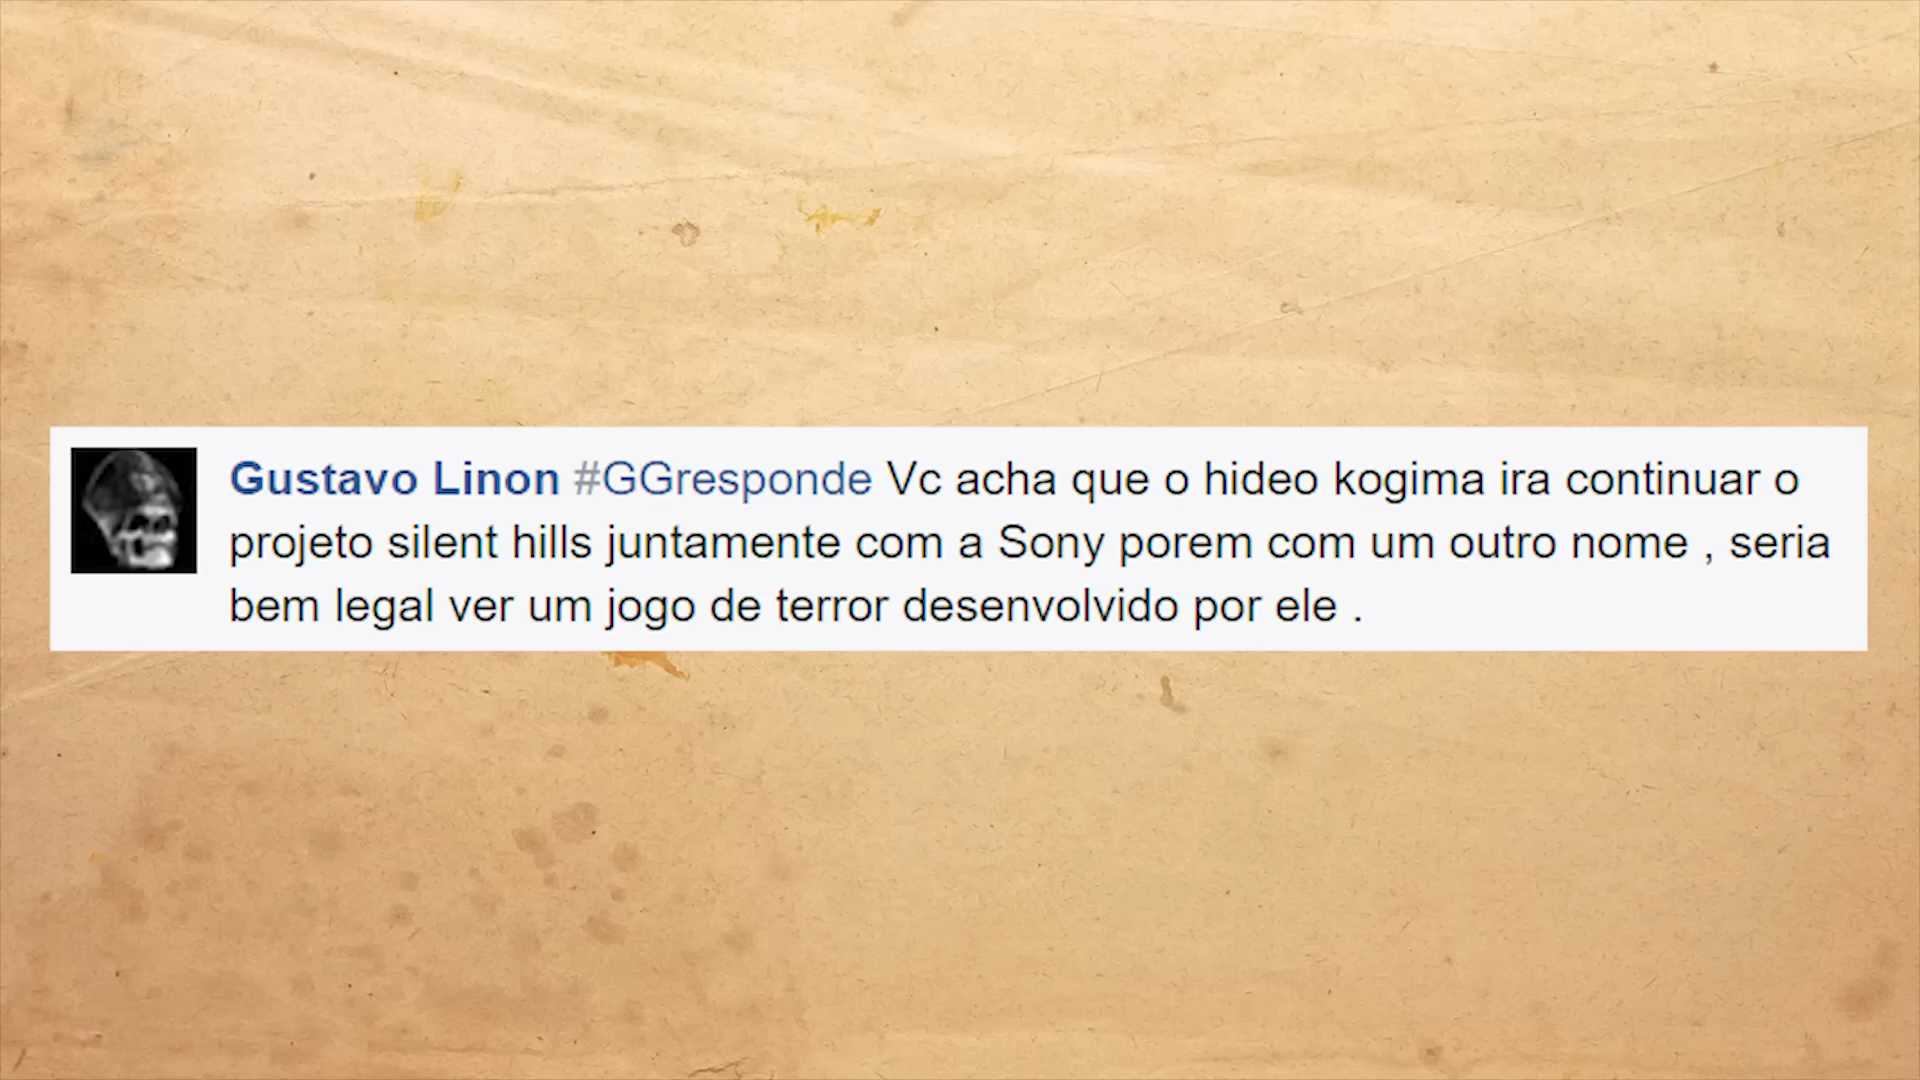 Gustavo Linon #GGresponde Vc acha que o hideo kogima ira continuar o
projeto silent hills juntamente com a Sony porem com um outro nome , seria
bem legal ver um jogo de terror desenvolvido por ele .